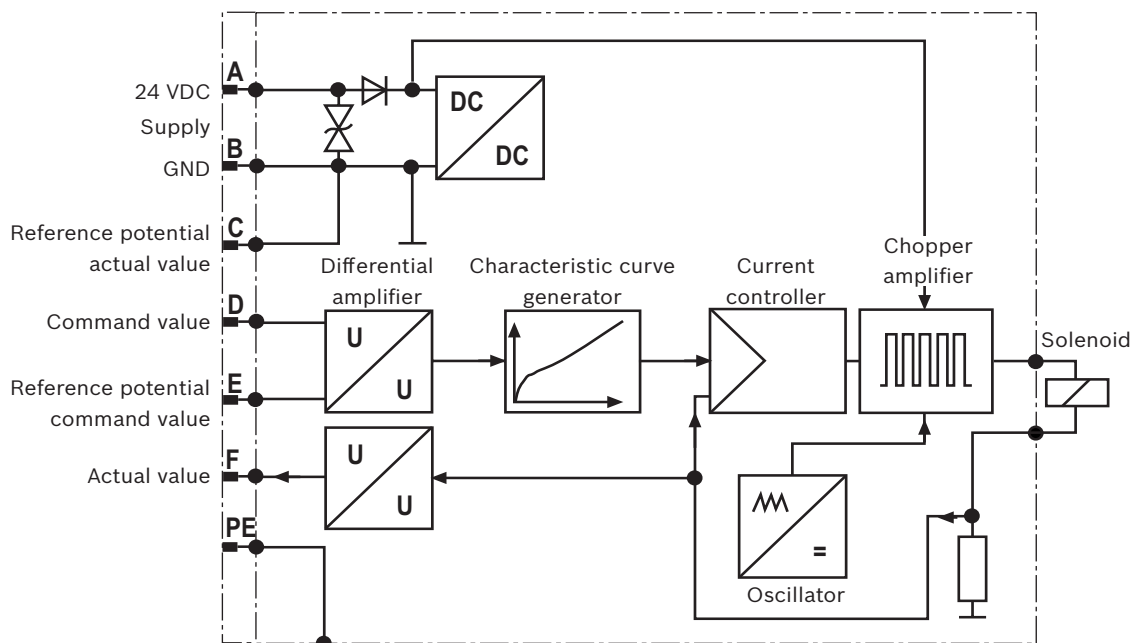 A
24 VDC
Supply
B
GND
DC
DC
C
Reference potential
actual value
Differential
amplifier
Characteristic curve
generator
Current
controller
Chopper
amplifier
D
Command value
U
U
Solenoid
E
Reference potential
command value
F
Actual value
U
U
PE
=
Oscillator